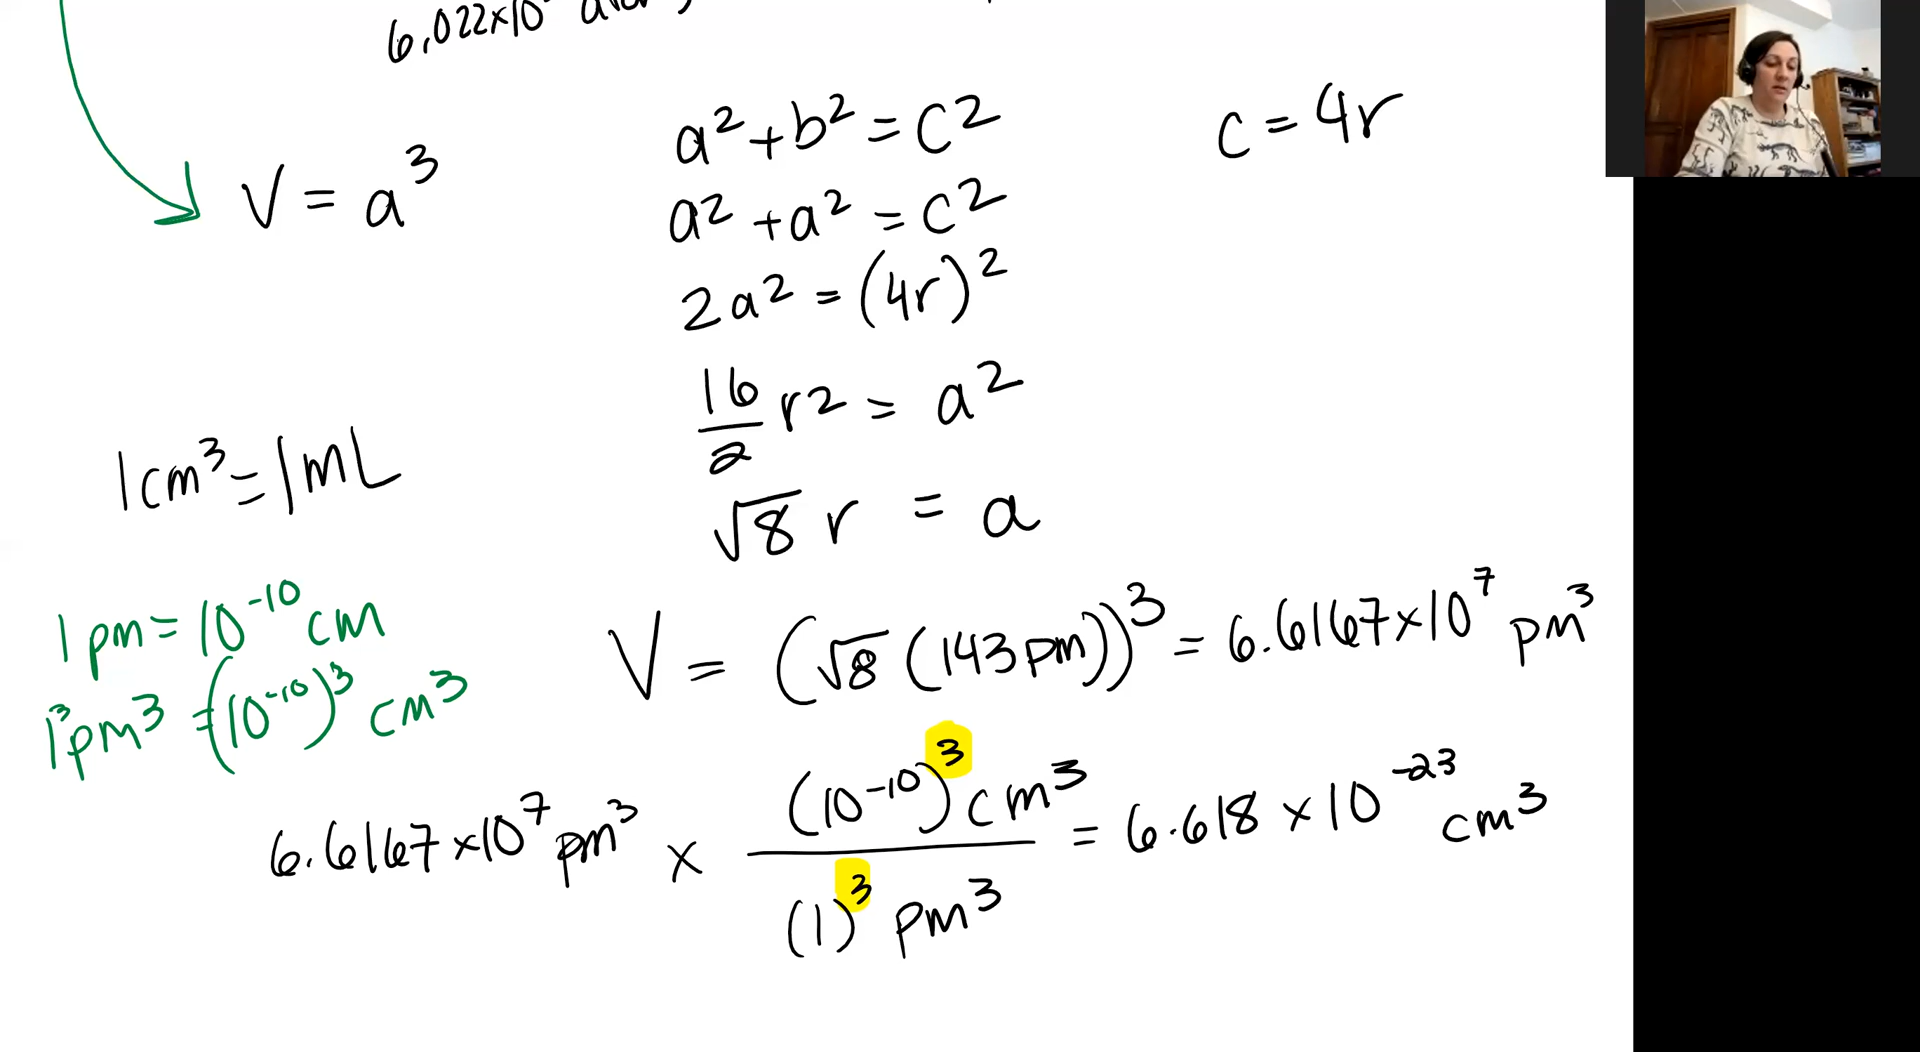 6.022×10
a² + b² = c²
c = 4r
V = a³
a² + a² = c²
2a² = (4r)²
16/2 r² = a²
1cm³ = 1mL
√8 r = a
1 pm = 10⁻¹⁰ cm
V = (√8 (143pm))³ = 6.6167×10⁷ pm³
1³pm³ = (10⁻¹⁰)³ cm³
6.6167×10⁷ pm³ × (10⁻¹⁰)³ cm³ / (1)³ pm³ = 6.618 × 10⁻²³ cm³